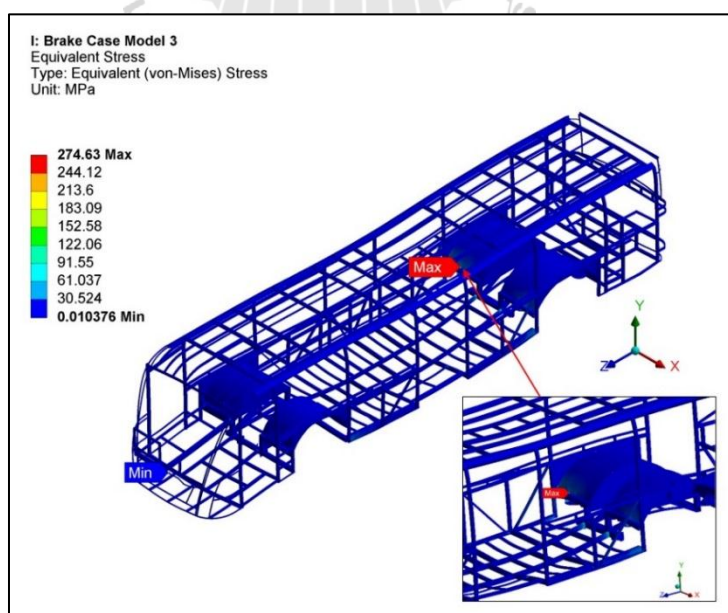 I: Brake Case Model 3
Equivalent Stress
Type: Equivalent (von-Mises) Stress
Unit: MPa
274.63 Max
244.12
213.6
183.09
152.58
122.06
91.55
61.037
30.524
0.010376 Min
Max
Min
Y
Z
X
Max
Y
Z
X